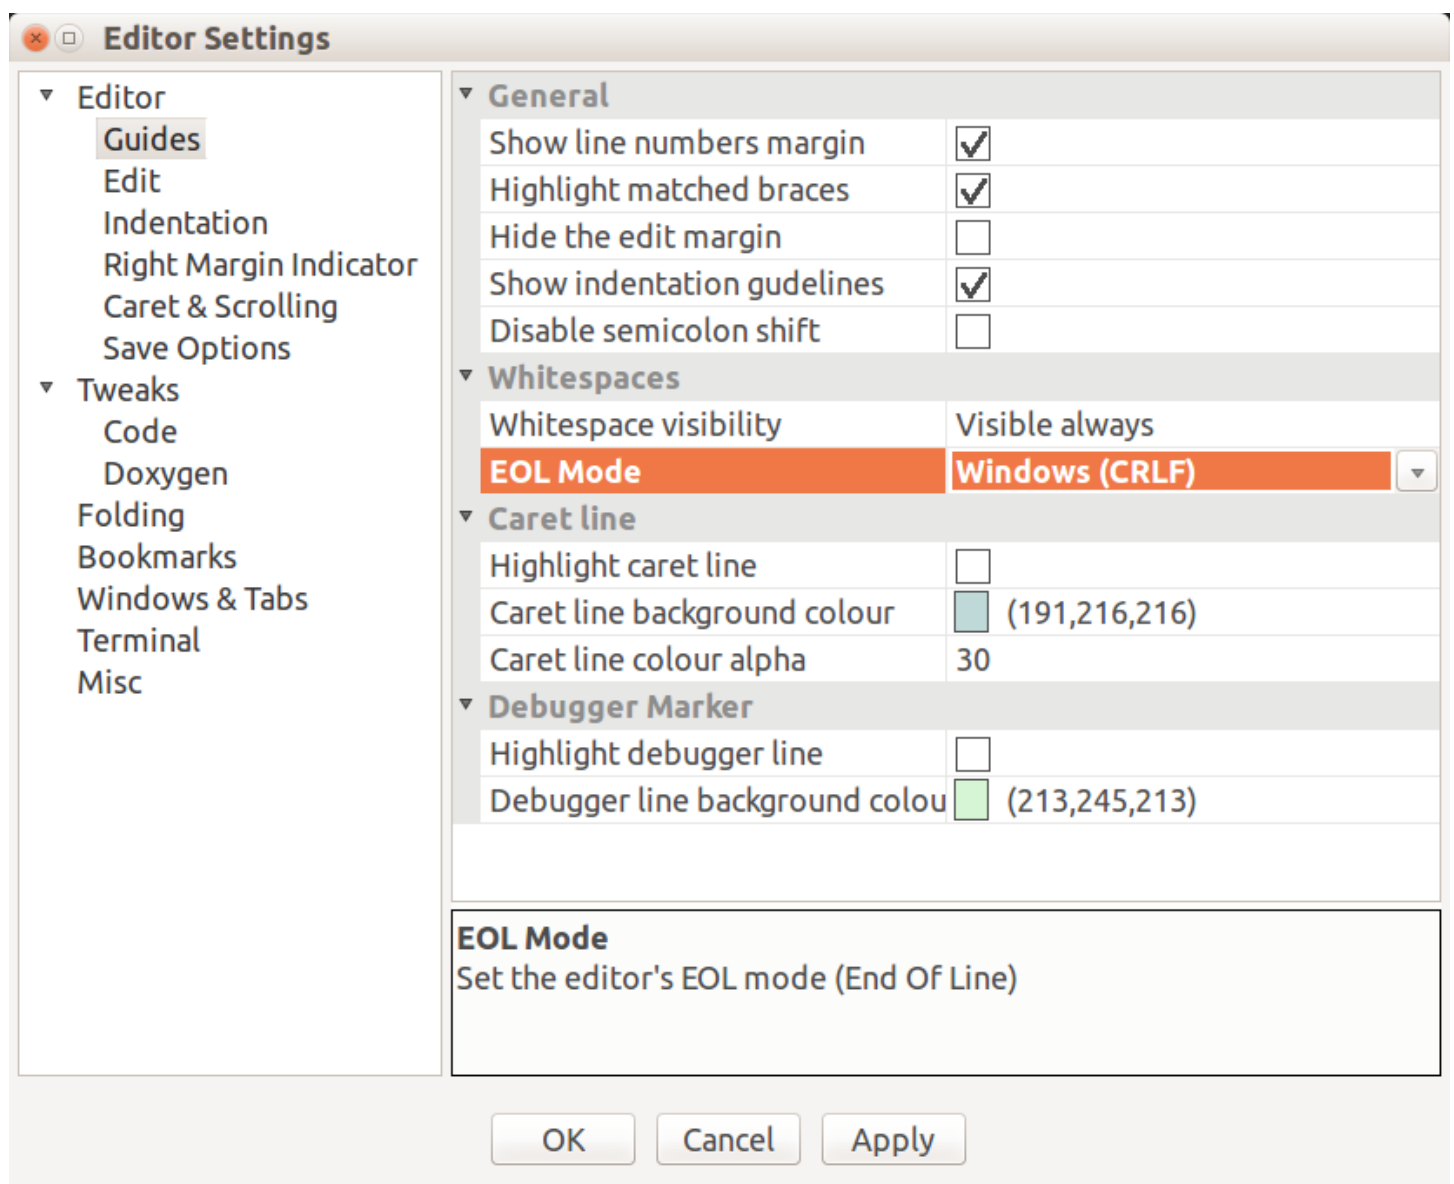 Editor Settings
Editor
Guides
Edit
Indentation
Right Margin Indicator
Caret & Scrolling
Save Options
Tweaks
Code
Doxygen
Folding
Bookmarks
Windows & Tabs
Terminal
Misc
General
Show line numbers margin
Highlight matched braces
Hide the edit margin
Show indentation gudelines
Disable semicolon shift
Whitespaces
Whitespace visibility Visible always
EOL Mode Windows (CRLF)
Caret line
Highlight caret line
Caret line background colour (191,216,216)
Caret line colour alpha 30
Debugger Marker
Highlight debugger line
Debugger line background colou (213,245,213)
EOL Mode
Set the editor's EOL mode (End Of Line)
OK Cancel Apply